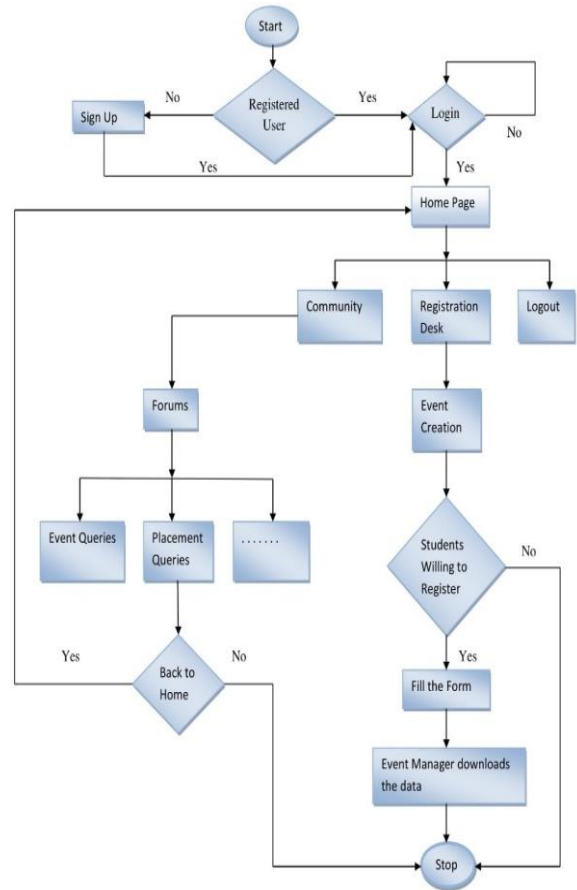 Start
No
Registered
User
Yes
Login
Sign Up
No
Yes
Yes
Home Page
Community
Registration
Desk
Logout
Forums
Event
Creation
Event Queries
Placement
Queries
.......
Students
Willing to
Register
No
Yes
Back to
Home
No
Yes
Fill the Form
Event Manager downloads
the data
Stop